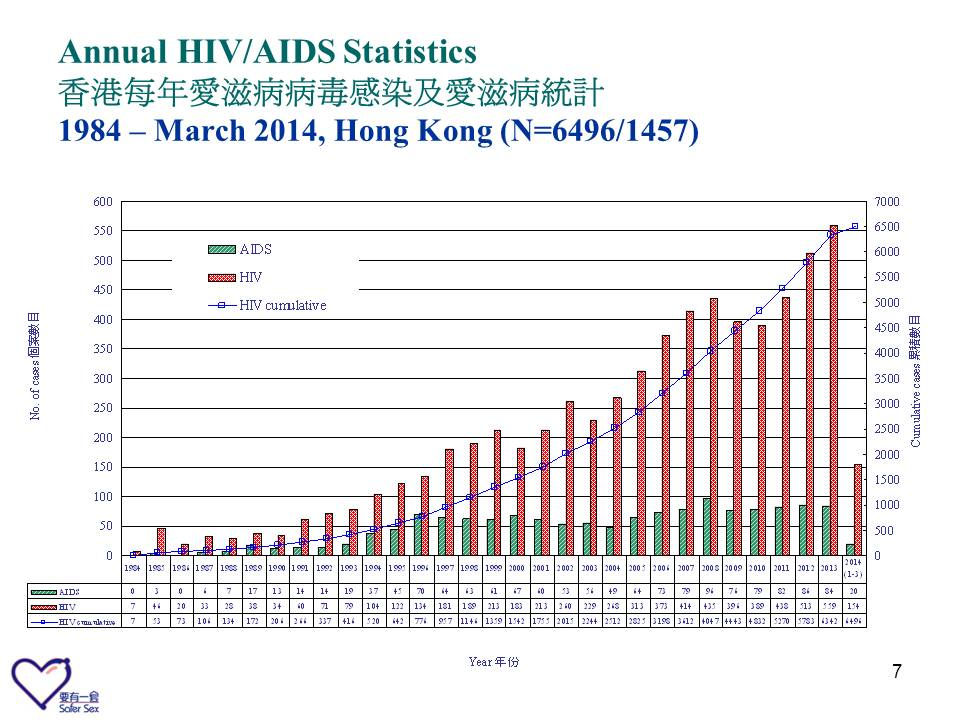 Annual HIV/AIDS Statistics
香港每年愛滋病病毒感染及愛滋病統計
1984 – March 2014, Hong Kong (N=6496/1457)
600
550
500
450
400
350
300
250
200
150
100
50
0
7000
6500
6000
5500
5000
4500
4000
3500
3000
2500
2000
1500
1000
500
0
No. of cases 個案數目
Cumulative cases 累積數目
AIDS
HIV
HIV cumulative
1984 1985 1986 1987 1988 1989 1990 1991 1992 1993 1994 1995 1996 1997 1998 1999 2000 2001 2002 2003 2004 2005 2006 2007 2008 2009 2010 2011 2012 2013 2014 (1-3)
AIDS 0 3 0 6 7 17 13 14 14 19 37 45 70 64 63 61 67 60 53 56 49 64 73 79 96 76 79 82 86 84 20
HIV 7 46 20 33 28 38 34 60 71 79 104 122 134 181 189 213 183 213 260 229 268 313 373 414 435 396 389 438 513 559 154
HIV cumulative 7 53 73 106 134 172 206 266 337 416 520 642 776 957 1146 1359 1542 1755 2015 2244 2512 2825 3198 3612 4047 4443 4832 5270 5783 6342 6496
Year 年份
要有一套
Safer Sex
7